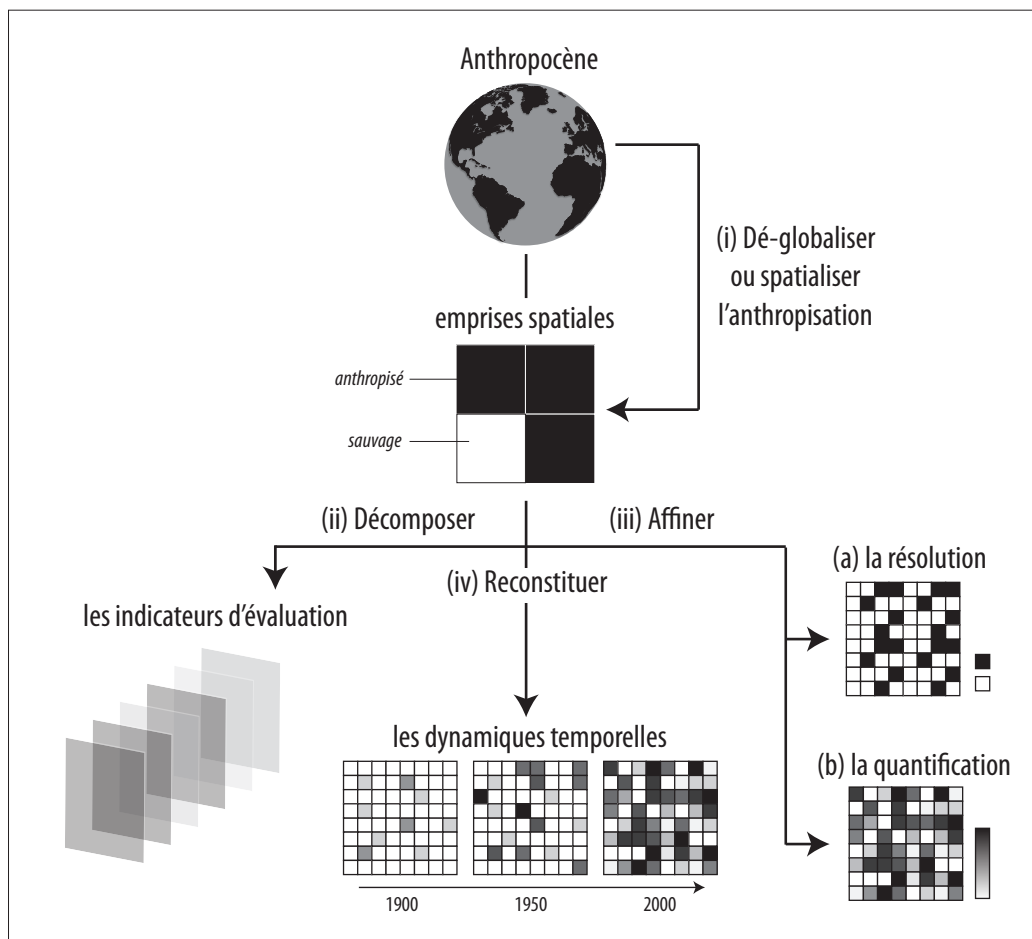 Anthropocène
(i) Dé-globaliser
ou spatialiser
l’anthropisation
emprises spatiales
anthropisé
sauvage
(ii) Décomposer
(iii) Affiner
(iv) Reconstituer
les indicateurs d’évaluation
(a) la résolution
les dynamiques temporelles
(b) la quantification
1900
1950
2000